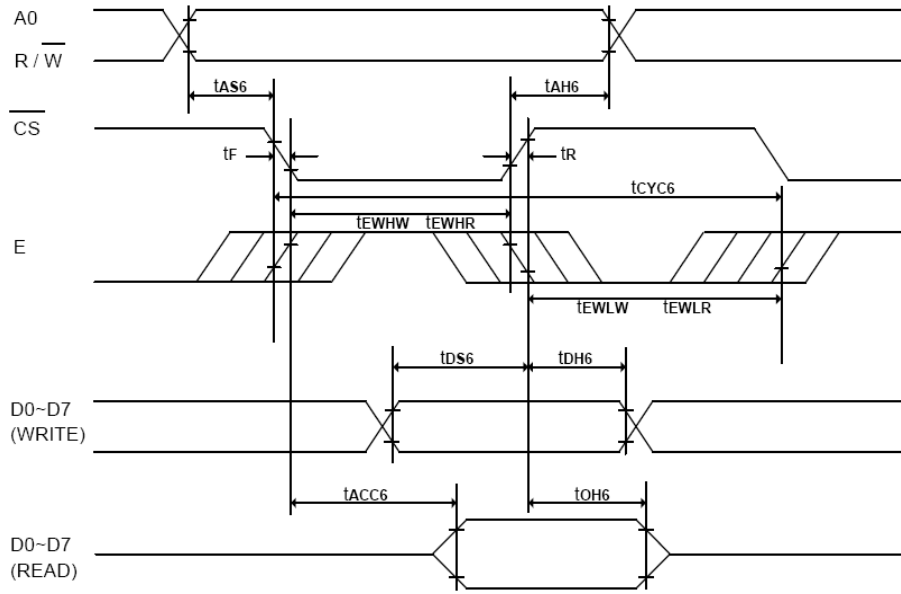 A0
R / W
tAS6 tAH6
CS
tF tR
tCYC6
tEWHW tEWHR
E
tEWLW tEWLR
tDS6 tDH6
D0~D7
(WRITE)
tACC6 tOH6
D0~D7
(READ)